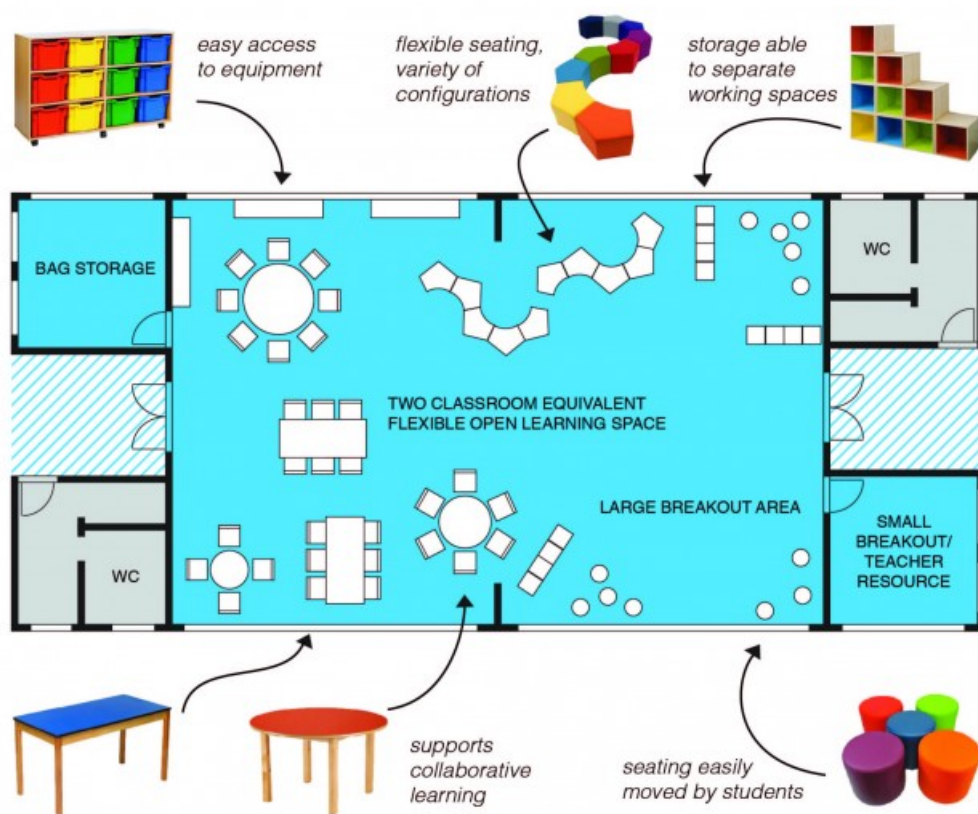 easy access
to equipment
flexible seating,
variety of
configurations
storage able
to separate
working spaces
BAG STORAGE
WC
TWO CLASSROOM EQUIVALENT
FLEXIBLE OPEN LEARNING SPACE
LARGE BREAKOUT AREA
SMALL
BREAKOUT/
TEACHER
RESOURCE
WC
supports
collaborative
learning
seating easily
moved by students